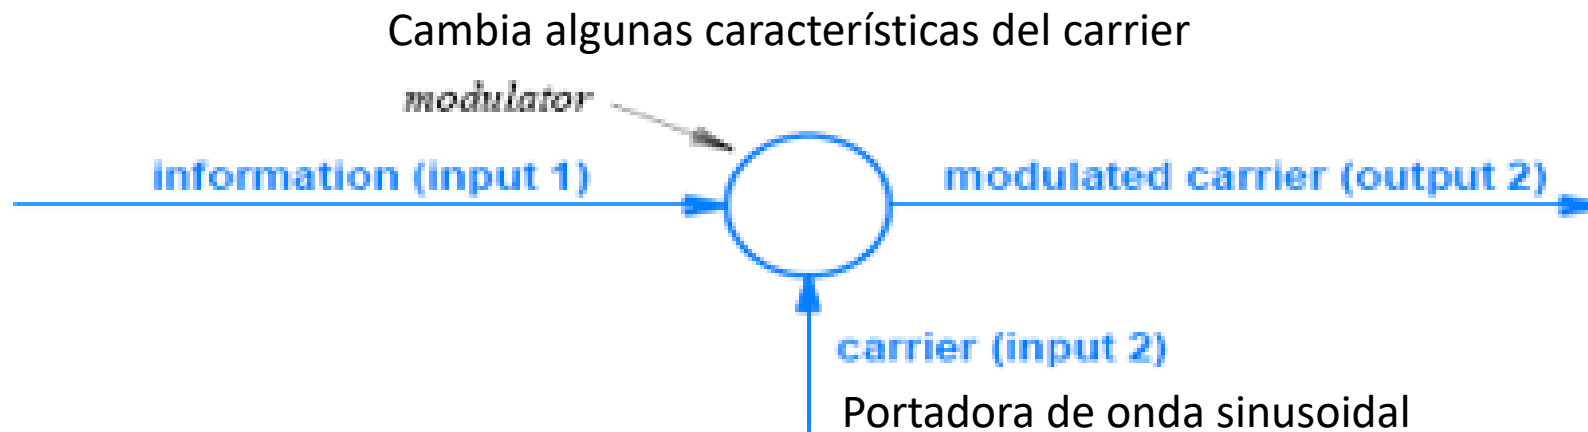 Cambia algunas características del carrier
modulator
information (input 1)
modulated carrier (output 2)
carrier (input 2)
Portadora de onda sinusoidal